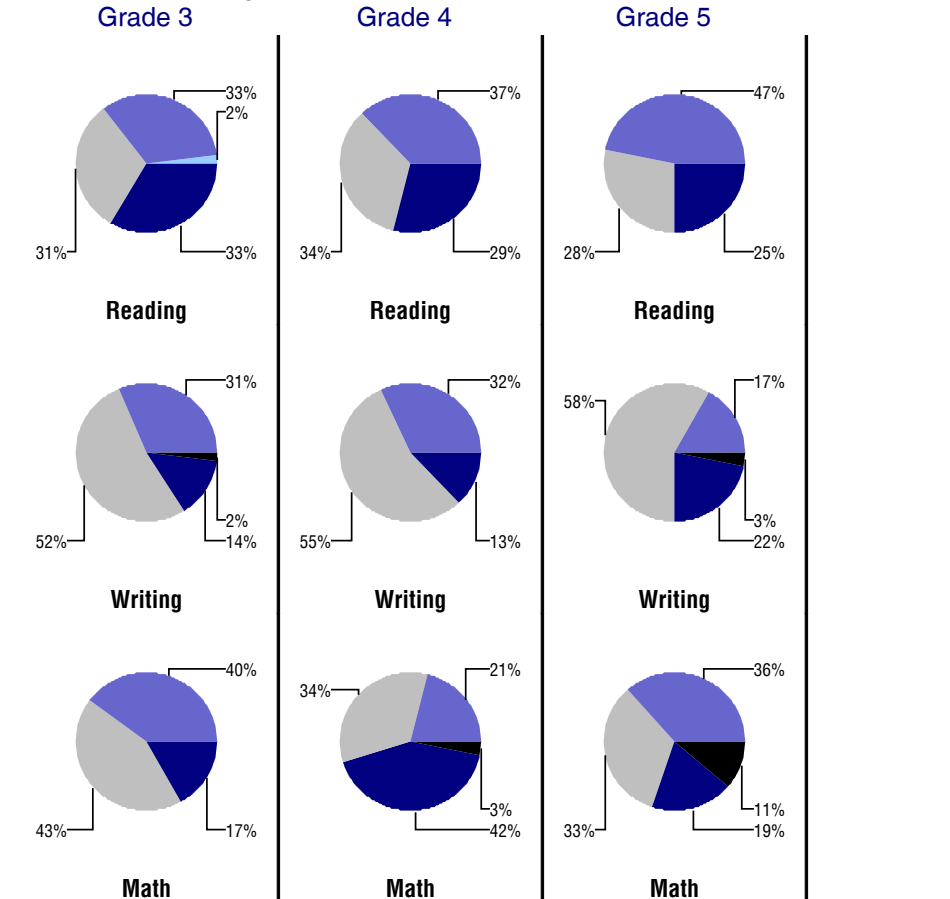 Grade 3 Grade 4 Grade 5
33% 37% 47%
2%
31% 33% 34% 29% 28% 25%
Reading Reading Reading
31% 32% 17%
58%
2% 3%
52% 14% 55% 13% 22%
Writing Writing Writing
40% 21% 36%
34%
3% 11%
43% 17% 42% 33% 19%
Math Math Math